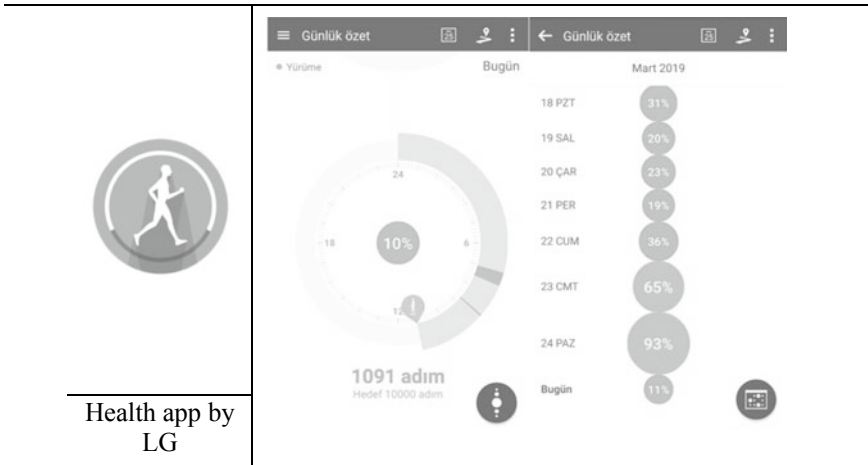 Health app by
LG
Günlük özet
Yürüme
Bugün
24
18
10%
6
12
1091 adım
Hedef 10000 adım
Günlük özet
Mart 2019
18 PZT 31%
19 SAL 20%
20 ÇAR 23%
21 PER 19%
22 CUM 36%
23 CMT 65%
24 PAZ 93%
Bugün 11%